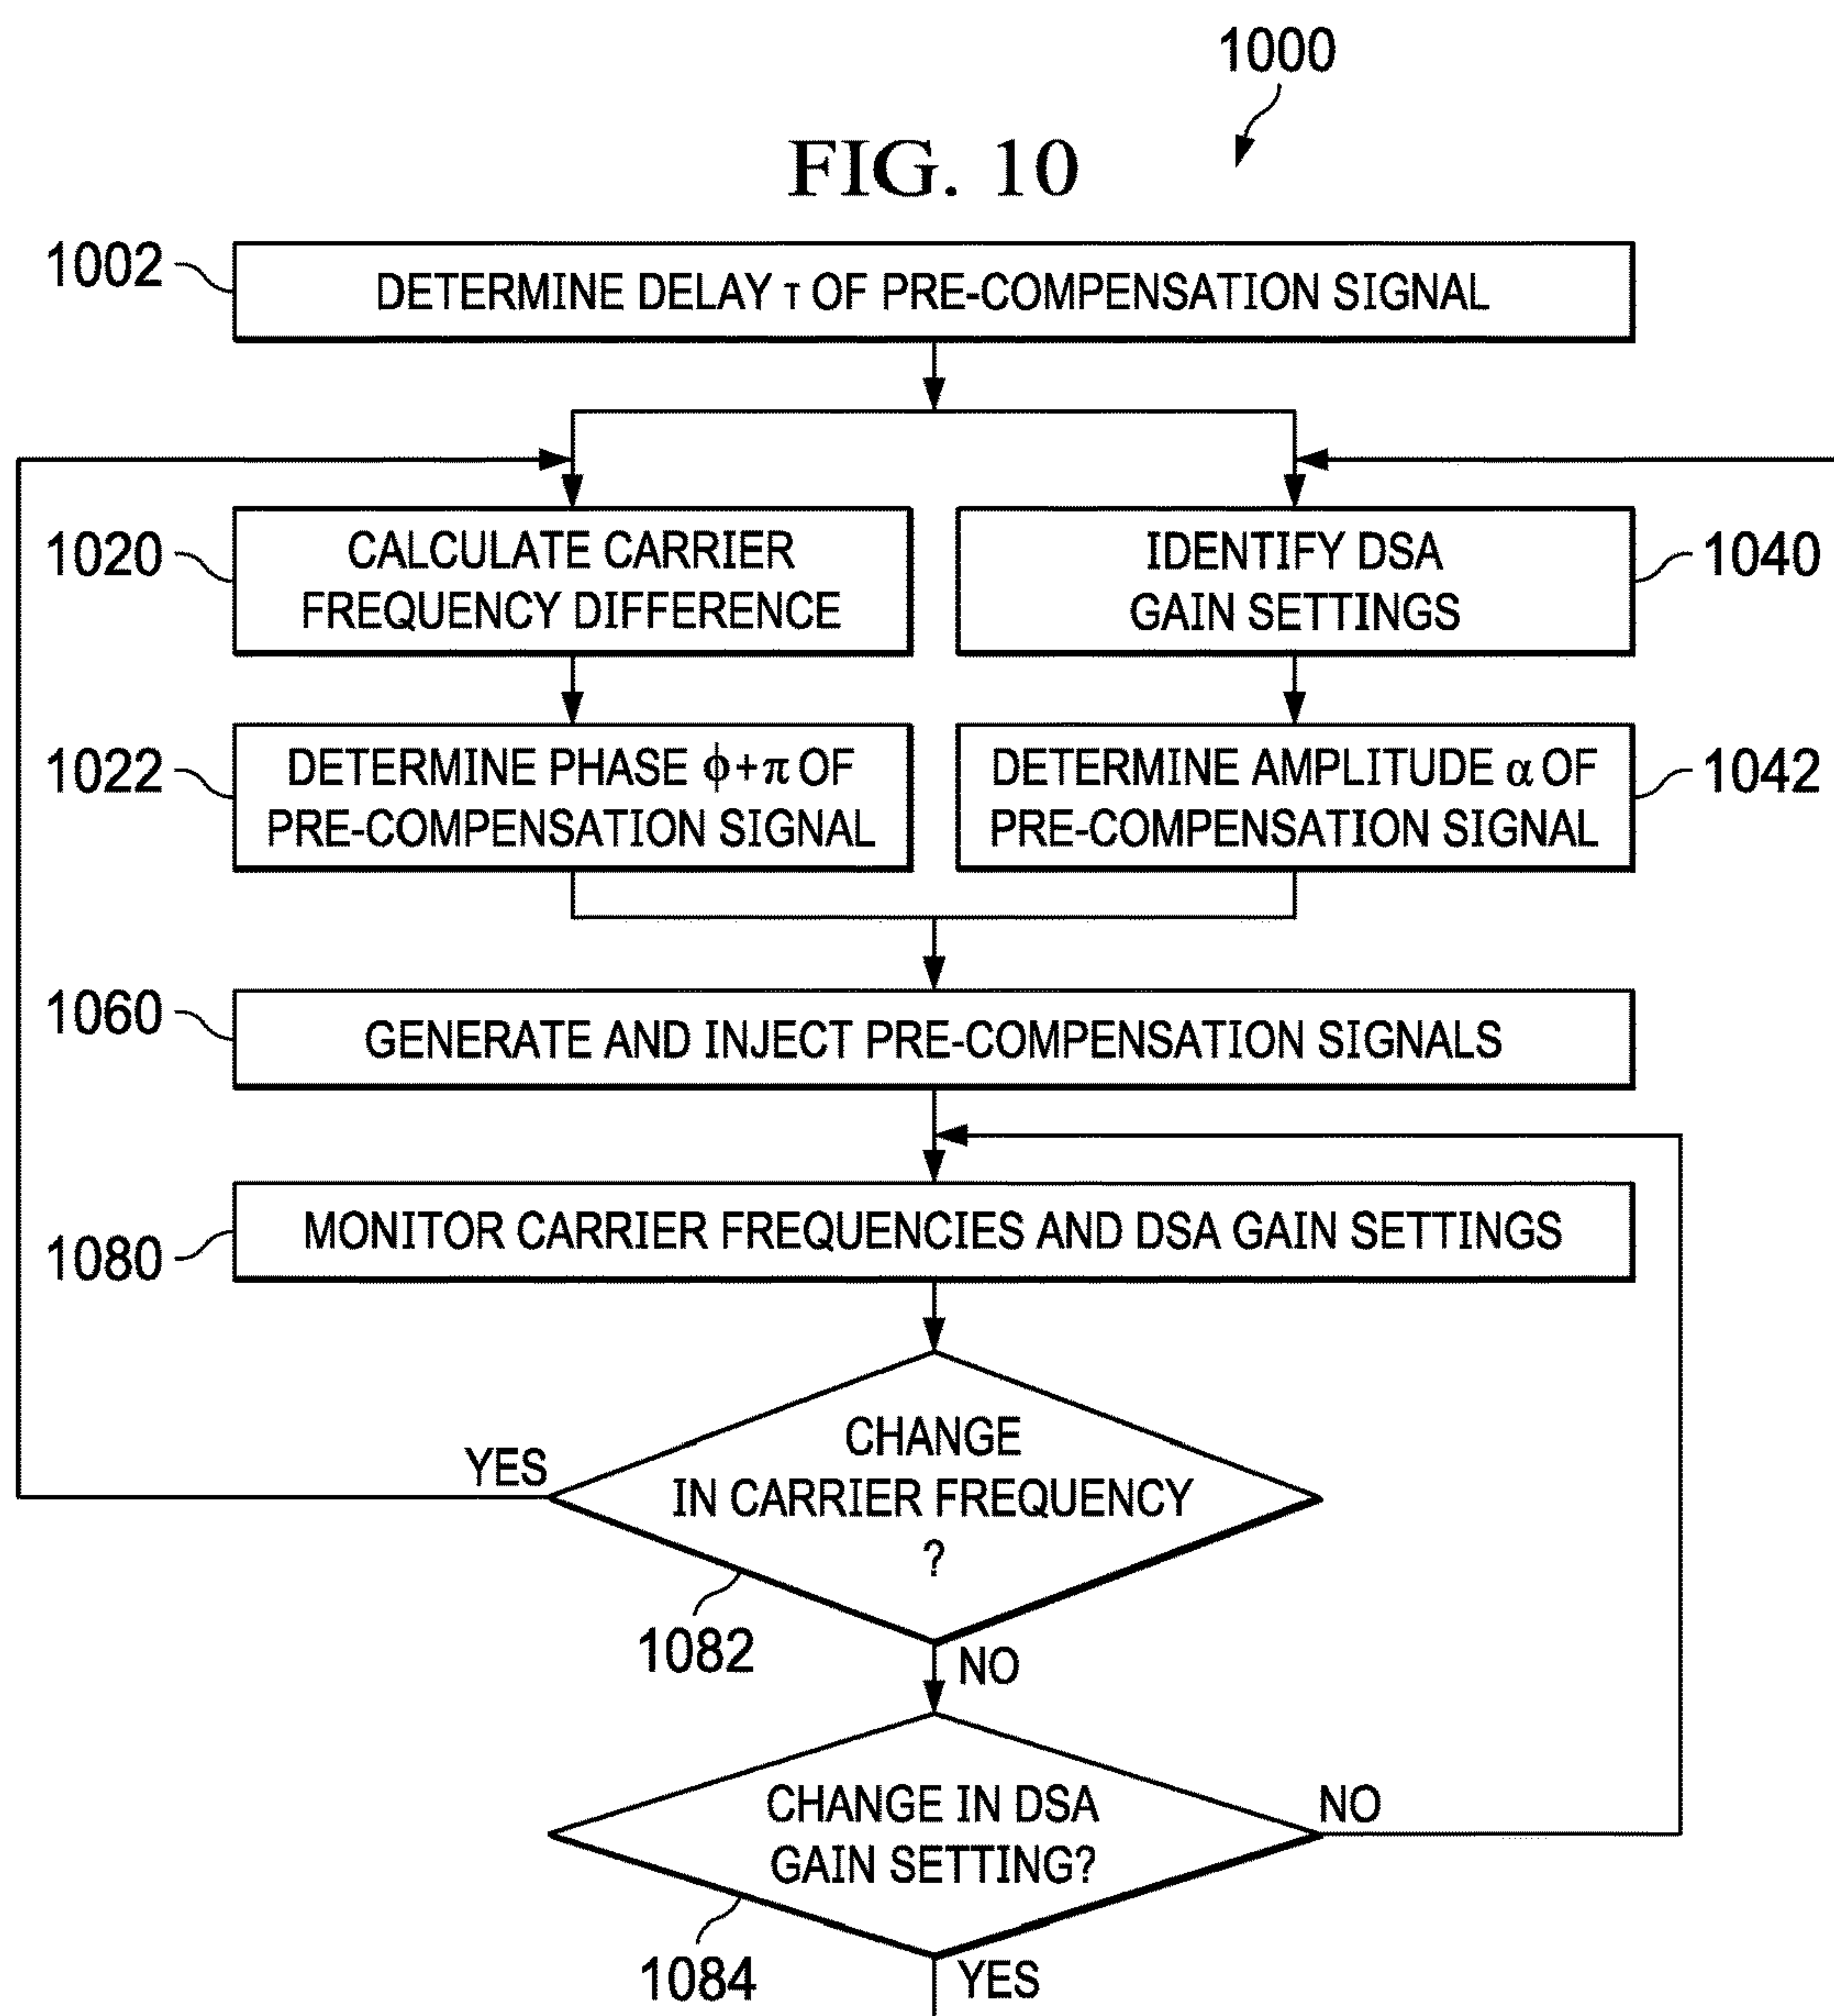 1000
FIG. 10
1002
DETERMINE DELAY τ OF PRE-COMPENSATION SIGNAL
1020
CALCULATE CARRIER
FREQUENCY DIFFERENCE
IDENTIFY DSA
GAIN SETTINGS
1040
1022
DETERMINE PHASE ϕ+π OF
PRE-COMPENSATION SIGNAL
DETERMINE AMPLITUDE α OF
PRE-COMPENSATION SIGNAL
1042
1060
GENERATE AND INJECT PRE-COMPENSATION SIGNALS
1080
MONITOR CARRIER FREQUENCIES AND DSA GAIN SETTINGS
YES
CHANGE
IN CARRIER FREQUENCY
?
1082
NO
CHANGE IN DSA
GAIN SETTING?
NO
1084
YES